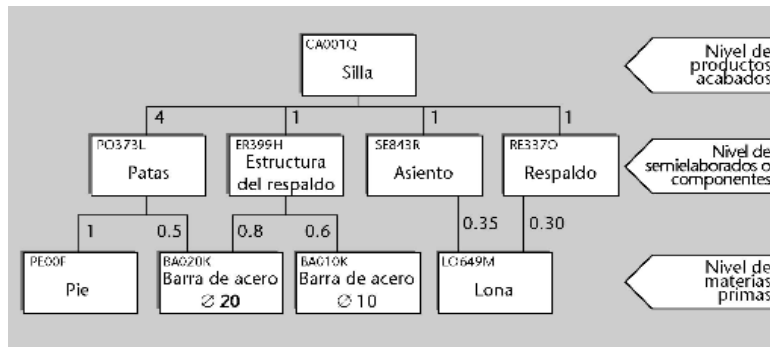 CA001Q
Silla
Nivel de
productos
acabados
4
1
1
1
PO373L
Patas
ER399H
Estructura
del respaldo
SE843R
Asiento
RE337O
Respaldo
Nivel de
semielaborados o
componentes
1
0.5
0.8
0.6
0.35
0.30
PE00F
Pie
BA020K
Barra de acero
∅ 20
BA010K
Barra de acero
∅ 10
LO649M
Lona
Nivel de
materias
primas